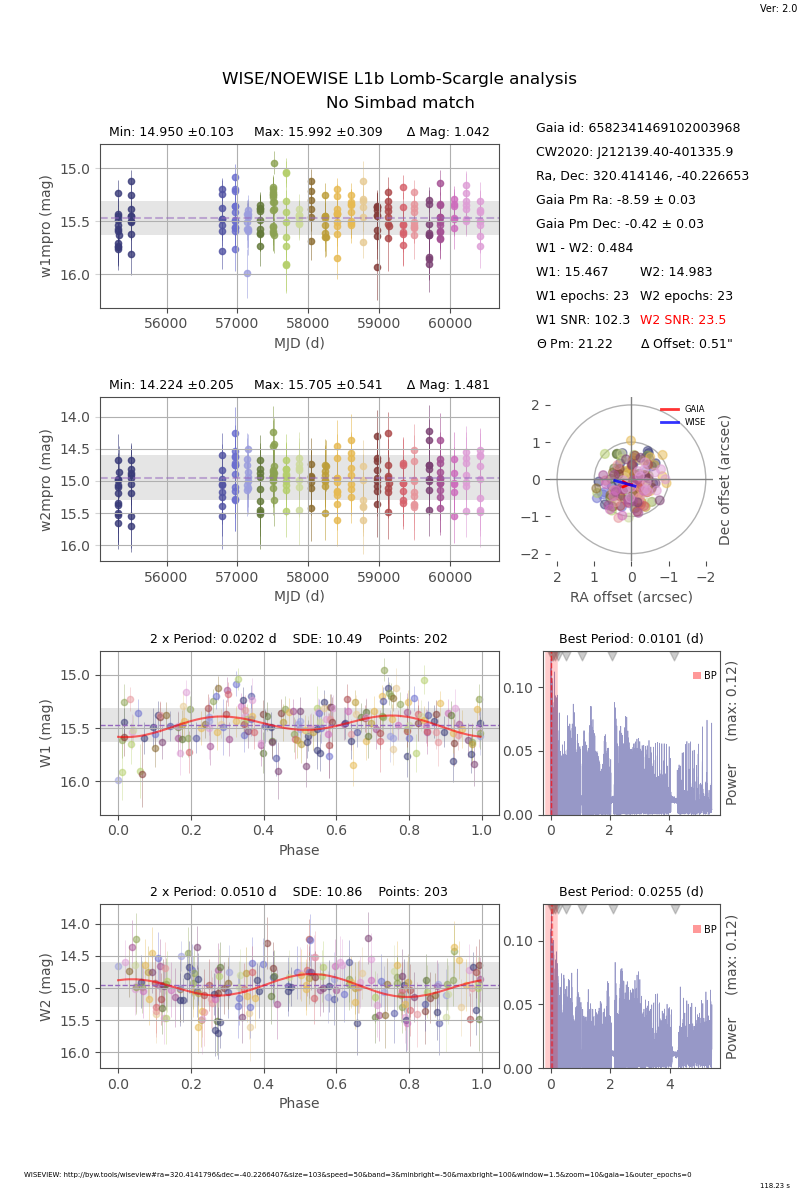 Ver: 2.0
WISE/NOEWISE L1b Lomb-Scargle analysis
No Simbad match
Min: 14.950 ±0.103 Max: 15.992 ±0.309 Δ Mag: 1.042
15.0
15.5
16.0
w1mpro (mag)
56000 57000 58000 59000 60000
MJD (d)
Gaia id: 6582341469102003968
CW2020: J212139.40-401335.9
Ra, Dec: 320.414146, -40.226653
Gaia Pm Ra: -8.59 ± 0.03
Gaia Pm Dec: -0.42 ± 0.03
W1 - W2: 0.484
W1: 15.467 W2: 14.983
W1 epochs: 23 W2 epochs: 23
W1 SNR: 102.3 W2 SNR: 23.5
Θ Pm: 21.22 Δ Offset: 0.51"
Min: 14.224 ±0.205 Max: 15.705 ±0.541 Δ Mag: 1.481
14.0
14.5
15.0
15.5
16.0
w2mpro (mag)
56000 57000 58000 59000 60000
MJD (d)
GAIA
WISE
2
1
0
−1
−2
Dec offset (arcsec)
2 1 0 −1 −2
RA offset (arcsec)
2 x Period: 0.0202 d SDE: 10.49 Points: 202
15.0
15.5
16.0
W1 (mag)
0.0 0.2 0.4 0.6 0.8 1.0
Phase
Best Period: 0.0101 (d)
BP
0.10
0.05
0.00
Power (max: 0.12)
0 2 4
2 x Period: 0.0510 d SDE: 10.86 Points: 203
14.0
14.5
15.0
15.5
16.0
W2 (mag)
0.0 0.2 0.4 0.6 0.8 1.0
Phase
Best Period: 0.0255 (d)
BP
0.10
0.05
0.00
Power (max: 0.12)
0 2 4
WISEVIEW: http://byw.tools/wiseview#ra=320.4141796&dec=-40.2266407&size=103&speed=50&band=3&minbright=-50&maxbright=100&window=1.5&zoom=10&gaia=1&outer_epochs=0
118.23 s